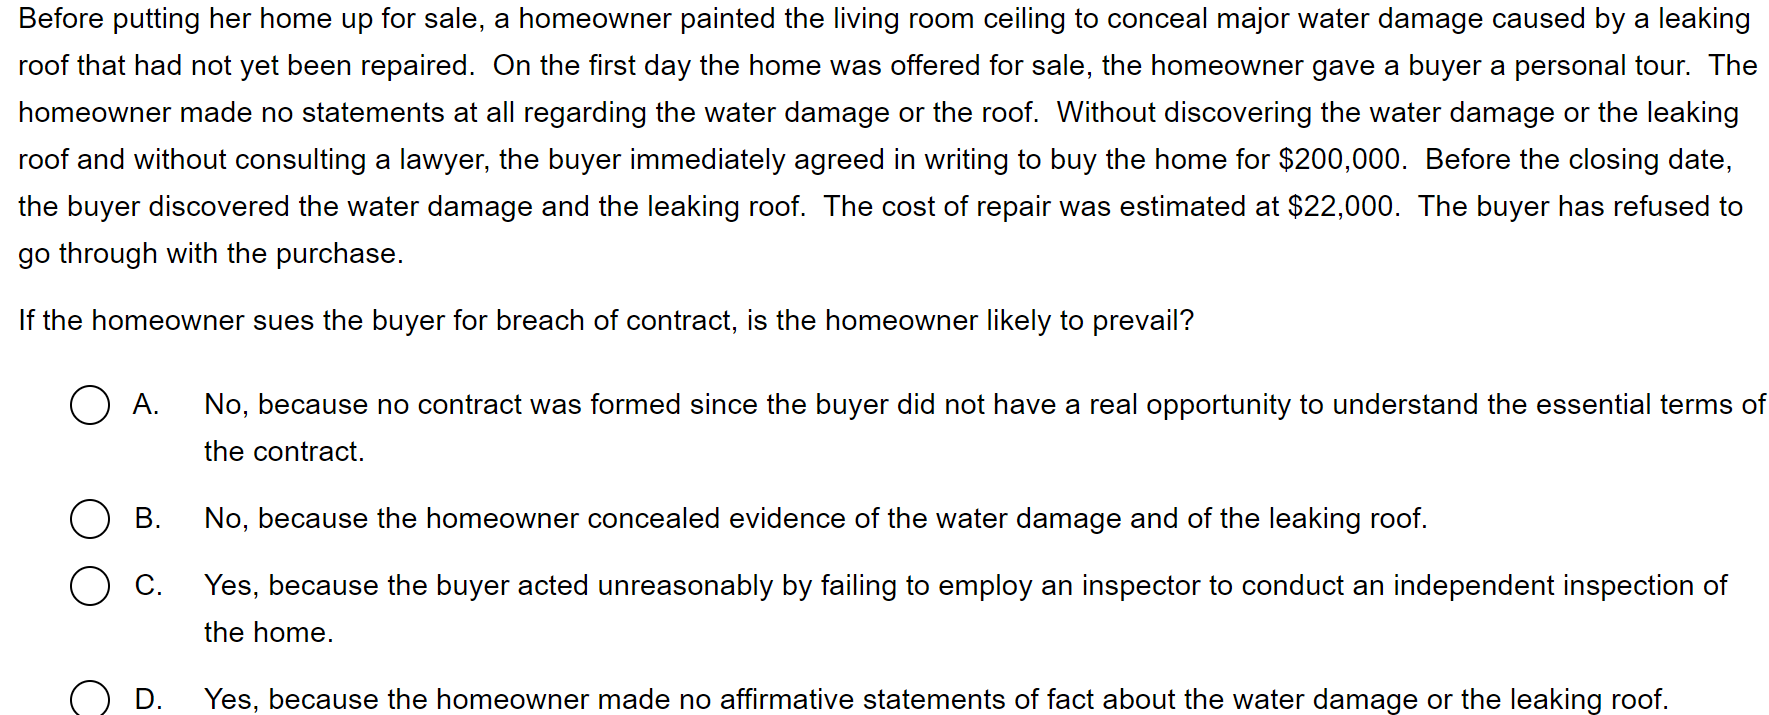 Before putting her home up for sale, a homeowner painted the living room ceiling to conceal major water damage caused by a leaking
roof that had not yet been repaired.  On the first day the home was offered for sale, the homeowner gave a buyer a personal tour.  The
homeowner made no statements at all regarding the water damage or the roof.  Without discovering the water damage or the leaking
roof and without consulting a lawyer, the buyer immediately agreed in writing to buy the home for $200,000.  Before the closing date,
the buyer discovered the water damage and the leaking roof.  The cost of repair was estimated at $22,000.  The buyer has refused to
go through with the purchase.
If the homeowner sues the buyer for breach of contract, is the homeowner likely to prevail?
A. No, because no contract was formed since the buyer did not have a real opportunity to understand the essential terms of
the contract.
B. No, because the homeowner concealed evidence of the water damage and of the leaking roof.
C. Yes, because the buyer acted unreasonably by failing to employ an inspector to conduct an independent inspection of
the home.
D. Yes, because the homeowner made no affirmative statements of fact about the water damage or the leaking roof.